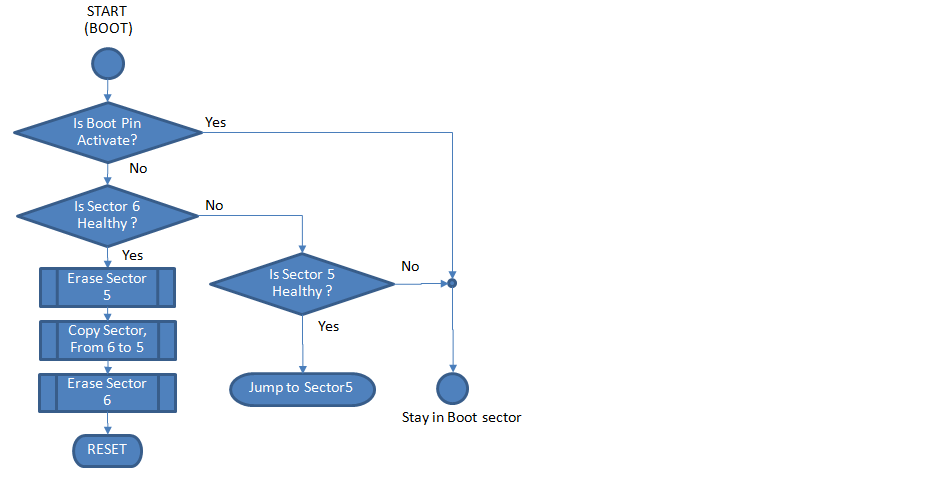 START
(BOOT)
Is Boot Pin
Activate?
Yes
No
Is Sector 6
Healthy ?
No
Yes
Is Sector 5
Healthy ?
No
Yes
Erase Sector
5
Copy Sector,
From 6 to 5
Erase Sector
6
RESET
Jump to Sector5
Stay in Boot sector